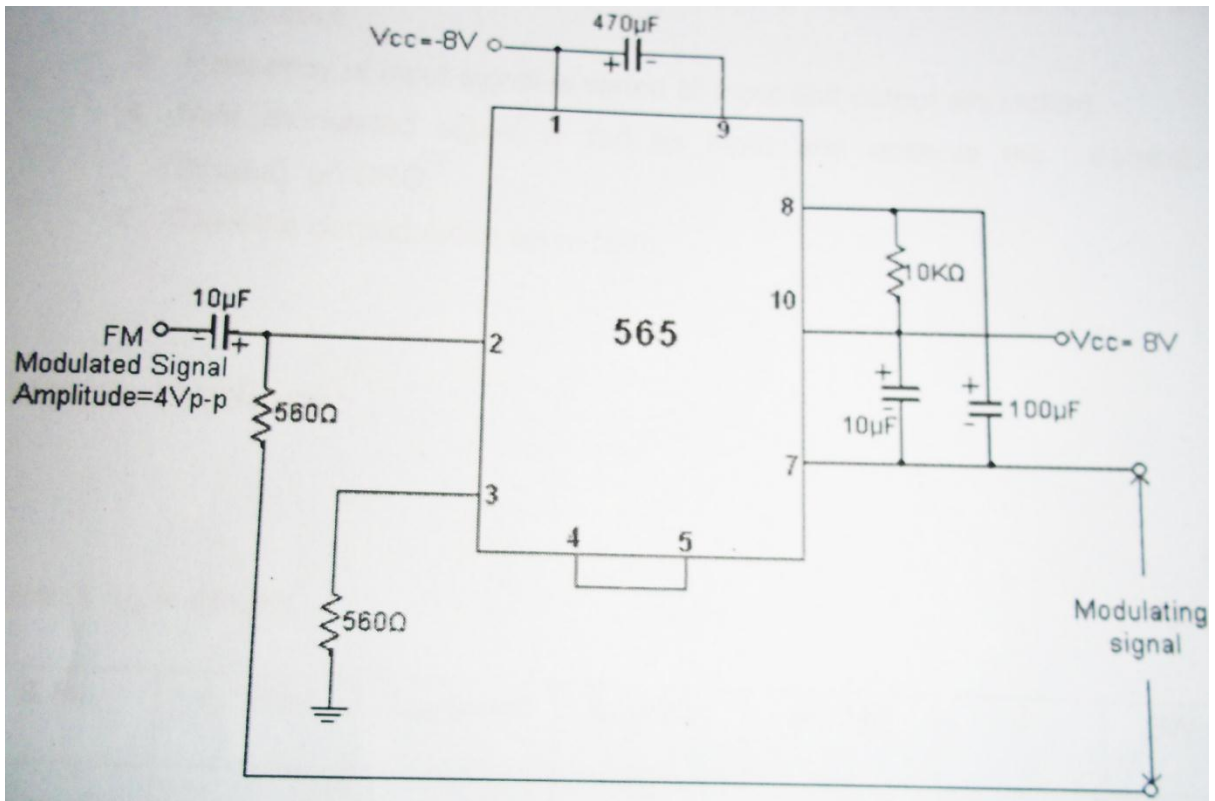 470µF
Vcc=-8V
+ -
1
9
8
10KΩ
10
10µF
FM
- +
Modulated Signal
Amplitude=4Vp-p
2
565
Vcc= 8V
560Ω
+
-
10µF
+
-
100µF
7
3
4
5
560Ω
Modulating
signal